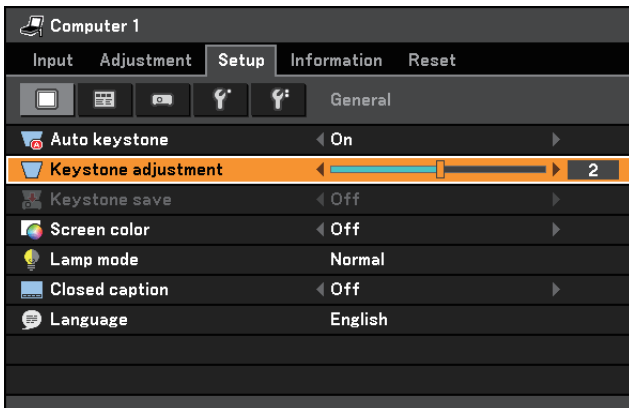 Computer 1
Input Adjustment Setup Information Reset
General
Auto keystone On
Keystone adjustment 2
Keystone save Off
Screen color Off
Lamp mode Normal
Closed caption Off
Language English